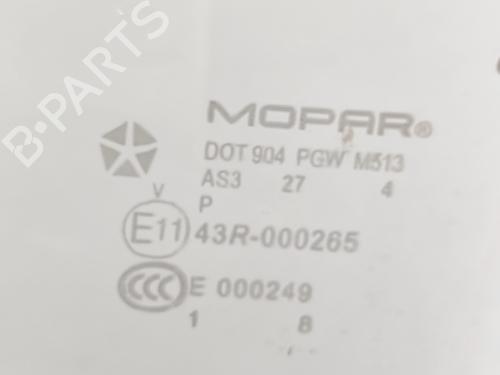 B-PARTS
MOPAR®
DOT 904 PGW M513
AS3 27 4
V P
E11 43R-000265
CCC E 000249
1 8